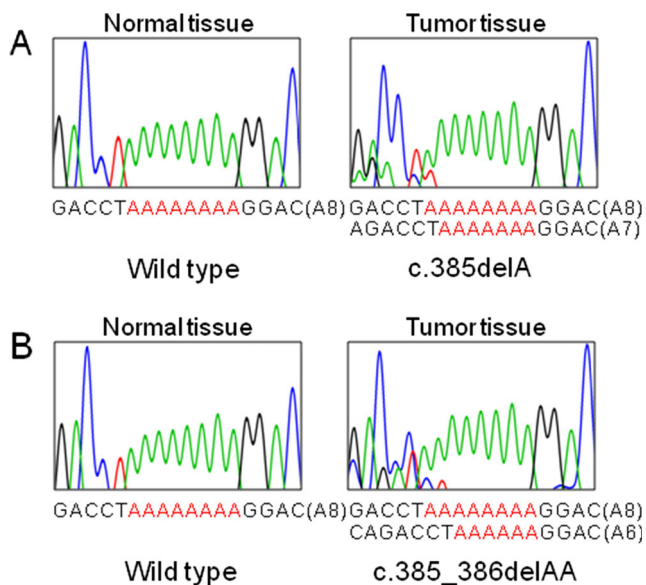 A
Normal tissue
Tumor tissue
GACCTAAAAAAAAGGAC(A8)
GACCTAAAAAAAAGGAC(A8)
AGACCTAAAAAAAGGAC(A7)
Wild type
c.385delA
B
Normal tissue
Tumor tissue
GACCTAAAAAAAAGGAC(A8)
GACCTAAAAAAAAGGAC(A8)
CAGACCTAAAAAAGGAC(A6)
Wild type
c.385_386delAA